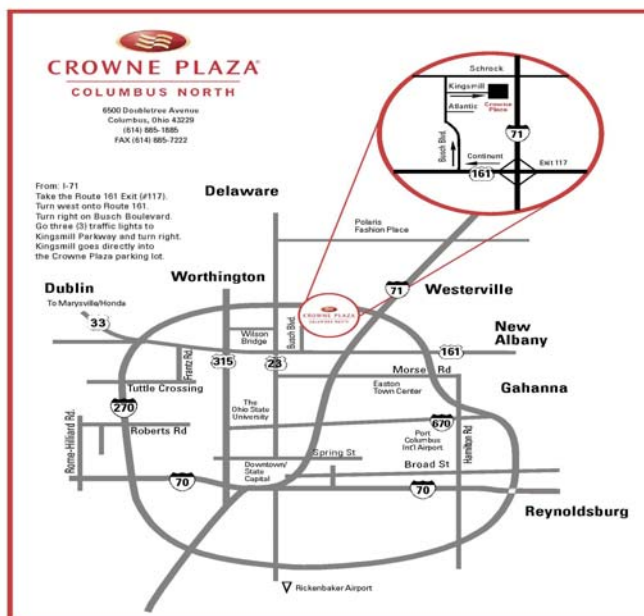 CROWNE PLAZA
COLUMBUS NORTH
6500 Doubletree Avenue
Columbus, Ohio 43229
(614) 885-1885
FAX (614) 885-7222
From: I-71
Take the Route 161 Exit (#117).
Turn west onto Route 161.
Turn right on Busch Boulevard.
Go three (3) traffic lights to
Kingsmill Parkway and turn right.
Kingsmill goes directly into
the Crowne Plaza parking lot.
Schrock
Kingsmill
Crowne
Plaza
Atlantic
71
Busch Blvd.
Continent
Exit 117
161
Delaware
Polaris
Fashion Place
Worthington
71
Westerville
Dublin
To Marysville/Honda
33
CROWNE PLAZA
COLUMBUS NORTH
New
Albany
Wilson
Bridge
Busch Blvd.
Frantz Rd.
315
23
161
Morse Rd
Tuttle Crossing
Easton
Town Center
Gahanna
270
The
Ohio State
University
670
Rome-Hilliard Rd.
Roberts Rd
Port
Columbus
Int'l Airport
Hamilton Rd
Spring St
Downtown/
State
Capital
Broad St
70
70
Reynoldsburg
Rickenbaker Airport